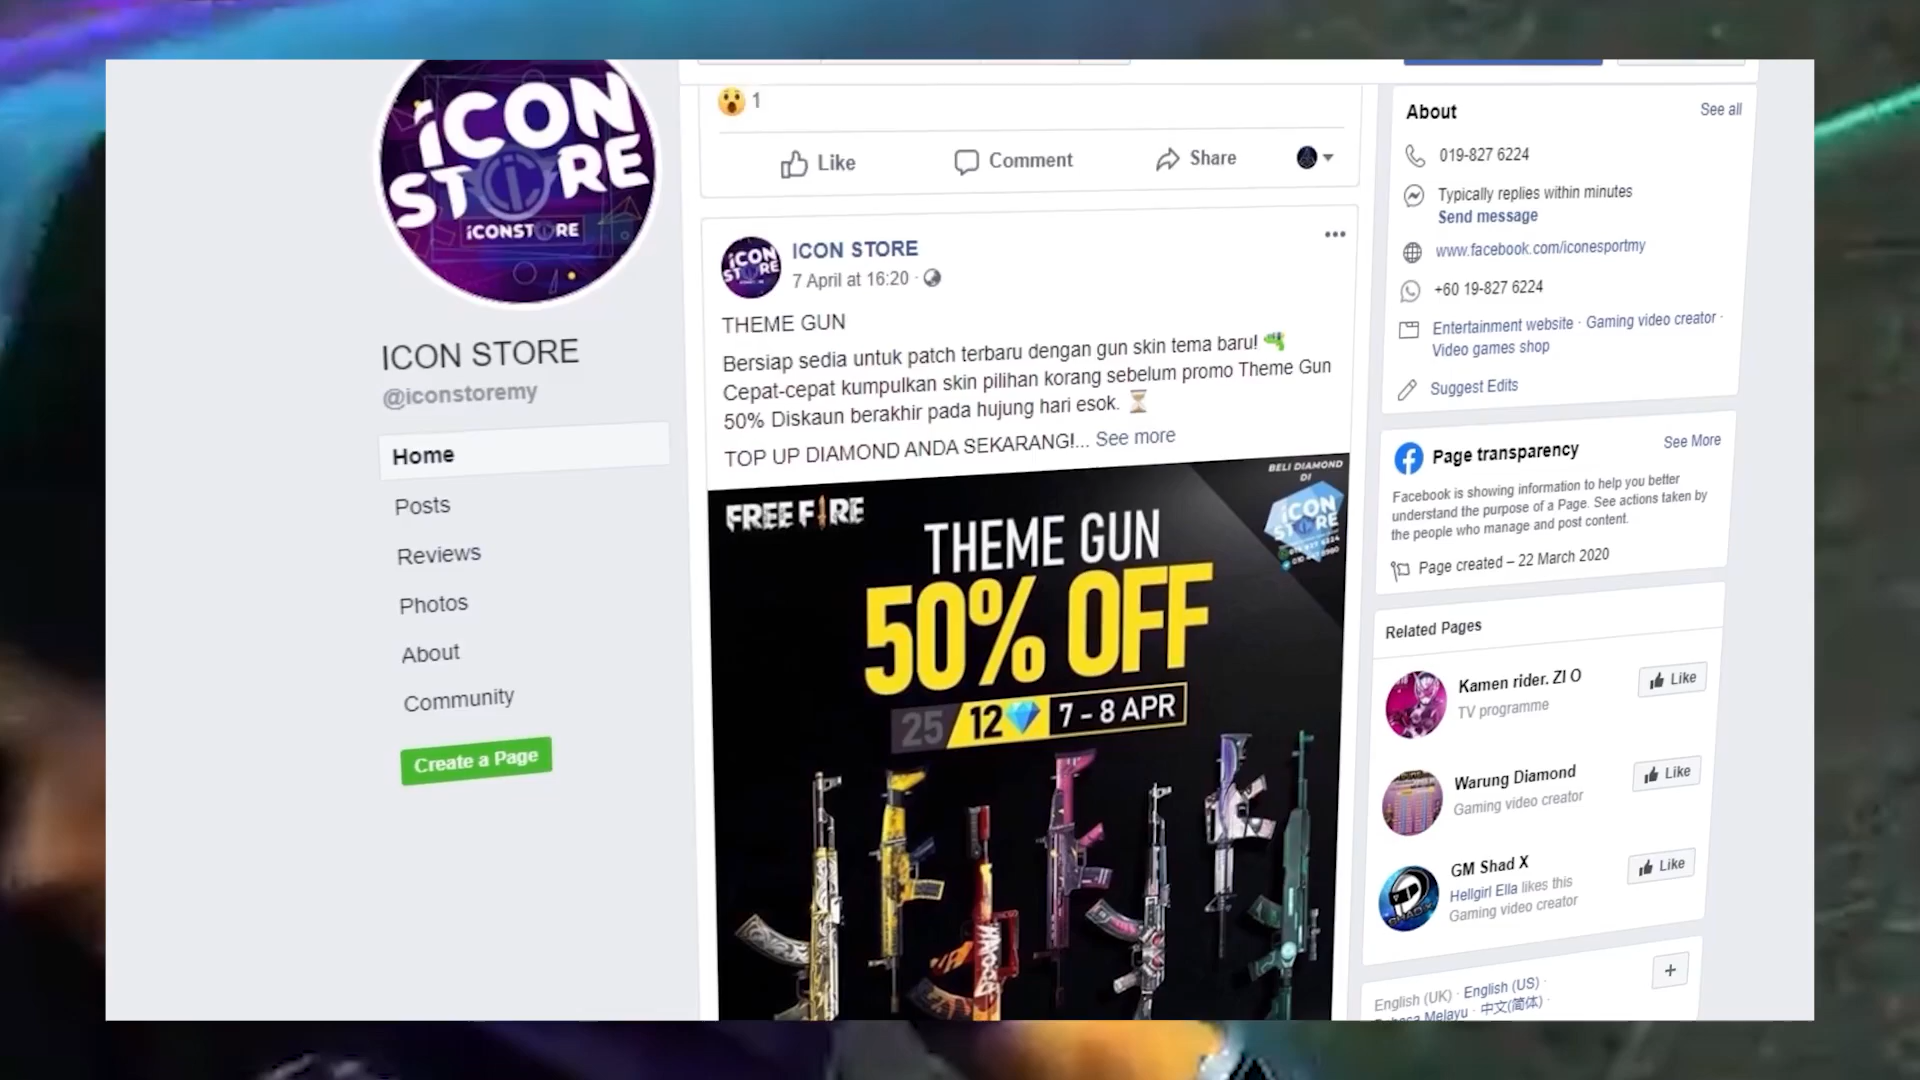 iCON
STORE
iCONSTORE
ICON STORE
@iconstoremy
Home
Posts
Reviews
Photos
About
Community
Create a Page
1
Like
Comment
Share
ICON STORE
7 April at 16:20 ·
THEME GUN
Bersiap sedia untuk patch terbaru dengan gun skin tema baru!
Cepat-cepat kumpulkan skin pilihan korang sebelum promo Theme Gun
50% Diskaun berakhir pada hujung hari esok.
TOP UP DIAMOND ANDA SEKARANG!... See more
FREE FIRE
BELI DIAMOND
DI
iCON
STORE
THEME GUN
50% OFF
25 12 7 - 8 APR
About
See all
019-827 6224
Typically replies within minutes
Send message
www.facebook.com/iconesportmy
+60 19-827 6224
Entertainment website · Gaming video creator ·
Video games shop
Suggest Edits
Page transparency
See More
Facebook is showing information to help you better
understand the purpose of a Page. See actions taken by
the people who manage and post content.
Page created – 22 March 2020
Related Pages
Kamen rider. ZI O
TV programme
Like
Warung Diamond
Gaming video creator
Like
GM Shad X
Hellgirl Ella likes this
Gaming video creator
Like
English (UK) · English (US) ·
Melayu · 中文(简体) ·